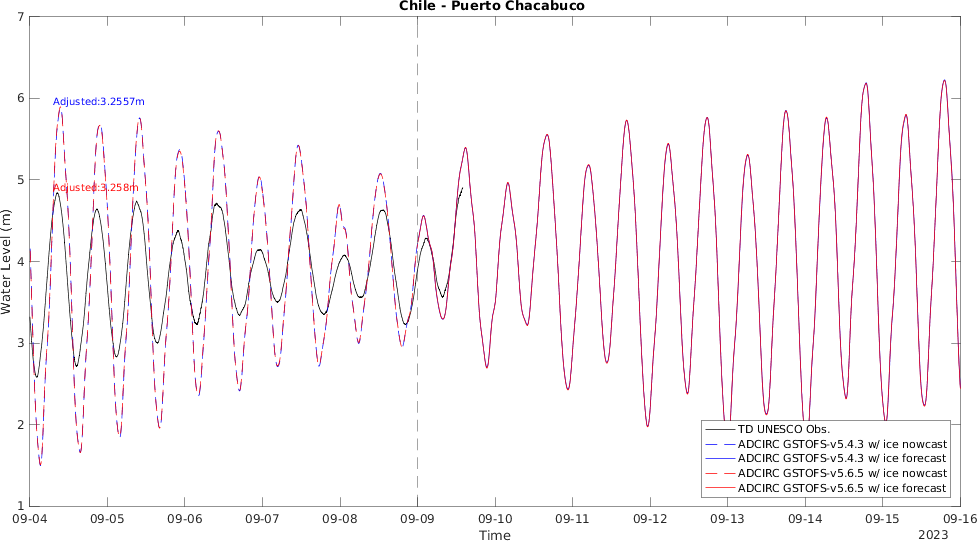 Chile - Puerto Chacabuco
7
6
5
4
3
2
1
Water Level (m)
Adjusted:3.2557m
Adjusted:3.258m
TD UNESCO Obs.
ADCIRC GSTOFS-v5.4.3 w/ ice nowcast
ADCIRC GSTOFS-v5.4.3 w/ ice forecast
ADCIRC GSTOFS-v5.6.5 w/ ice nowcast
ADCIRC GSTOFS-v5.6.5 w/ ice forecast
09-04 09-05 09-06 09-07 09-08 09-09 09-10 09-11 09-12 09-13 09-14 09-15 09-16
Time
2023